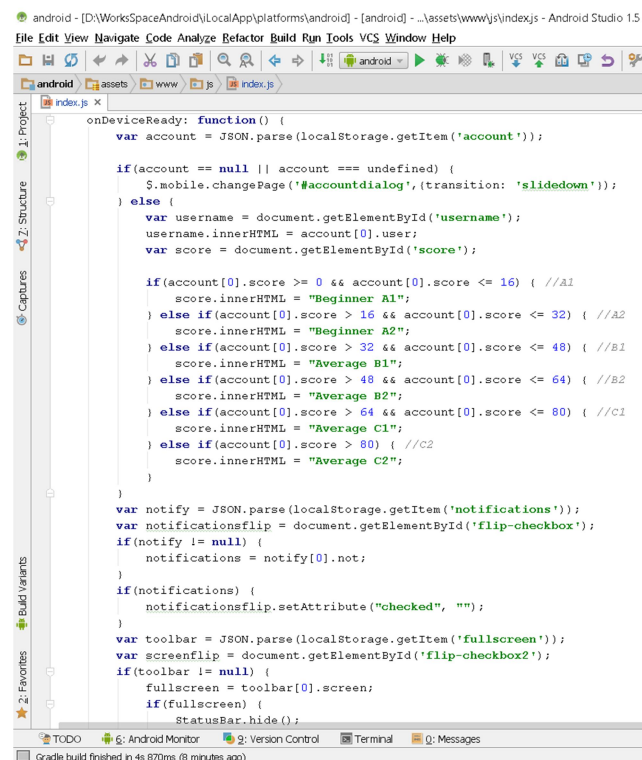 android - [D:\WorksSpaceAndroid\iLocalApp\platforms\android] - [android] - ...\assets\www\js\index.js - Android Studio 1.5
File Edit View Navigate Code Analyze Refactor Build Run Tools VCS Window Help
android
VCS VCS
android assets www js index.js
index.js
1: Project
Z: Structure
Captures
Build Variants
2: Favorites
onDeviceReady: function() {
var account = JSON.parse(localStorage.getItem('account'));
if(account == null || account === undefined) {
$.mobile.changePage('#accountdialog',{transition: 'slidedown'});
} else {
var username = document.getElementById('username');
username.innerHTML = account[0].user;
var score = document.getElementById('score');
if(account[0].score >= 0 && account[0].score <= 16) { //A1
score.innerHTML = "Beginner A1";
} else if(account[0].score > 16 && account[0].score <= 32) { //A2
score.innerHTML = "Beginner A2";
} else if(account[0].score > 32 && account[0].score <= 48) { //B1
score.innerHTML = "Average B1";
} else if(account[0].score > 48 && account[0].score <= 64) { //B2
score.innerHTML = "Average B2";
} else if(account[0].score > 64 && account[0].score <= 80) { //C1
score.innerHTML = "Average C1";
} else if(account[0].score > 80) { //C2
score.innerHTML = "Average C2";
}
}
var notify = JSON.parse(localStorage.getItem('notifications'));
var notificationsflip = document.getElementById('flip-checkbox');
if(notify != null) {
notifications = notify[0].not;
}
if(notifications) {
notificationsflip.setAttribute("checked", "");
}
var toolbar = JSON.parse(localStorage.getItem('fullscreen'));
var screenflip = document.getElementById('flip-checkbox2');
if(toolbar != null) {
fullscreen = toolbar[0].screen;
if(fullscreen) {
StatusBar.hide();
TODO 6: Android Monitor 9: Version Control Terminal 0: Messages
Gradle build finished in 4s 870ms (8 minutes ago)